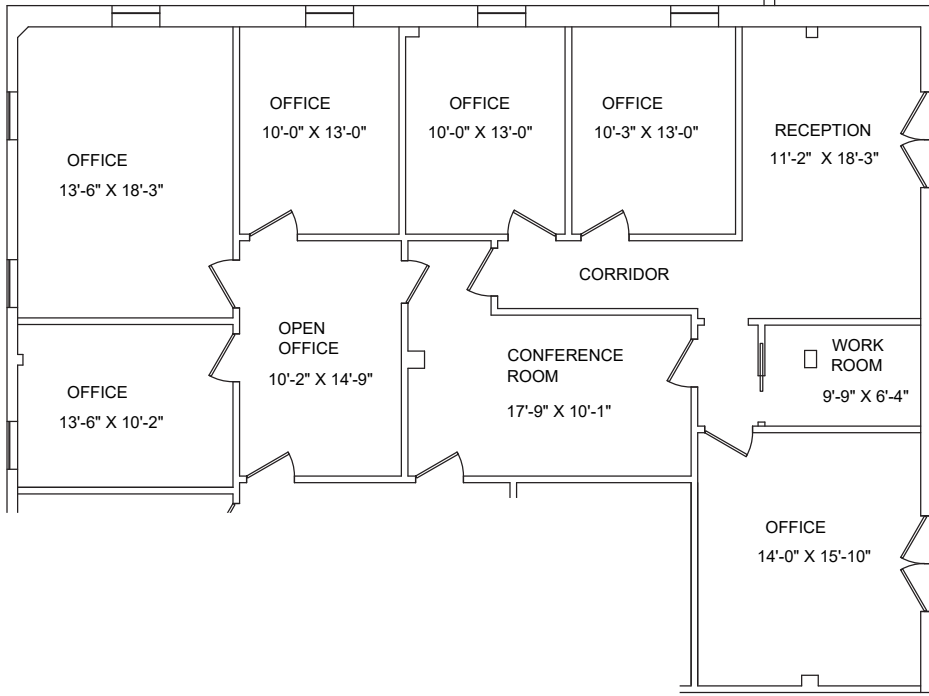 OFFICE
10'-0" X 13'-0"
OFFICE
10'-0" X 13'-0"
OFFICE
10'-3" X 13'-0"
RECEPTION
11'-2" X 18'-3"
OFFICE
13'-6" X 18'-3"
CORRIDOR
OPEN
OFFICE
10'-2" X 14'-9"
CONFERENCE
ROOM
17'-9" X 10'-1"
WORK
ROOM
9'-9" X 6'-4"
OFFICE
13'-6" X 10'-2"
OFFICE
14'-0" X 15'-10"